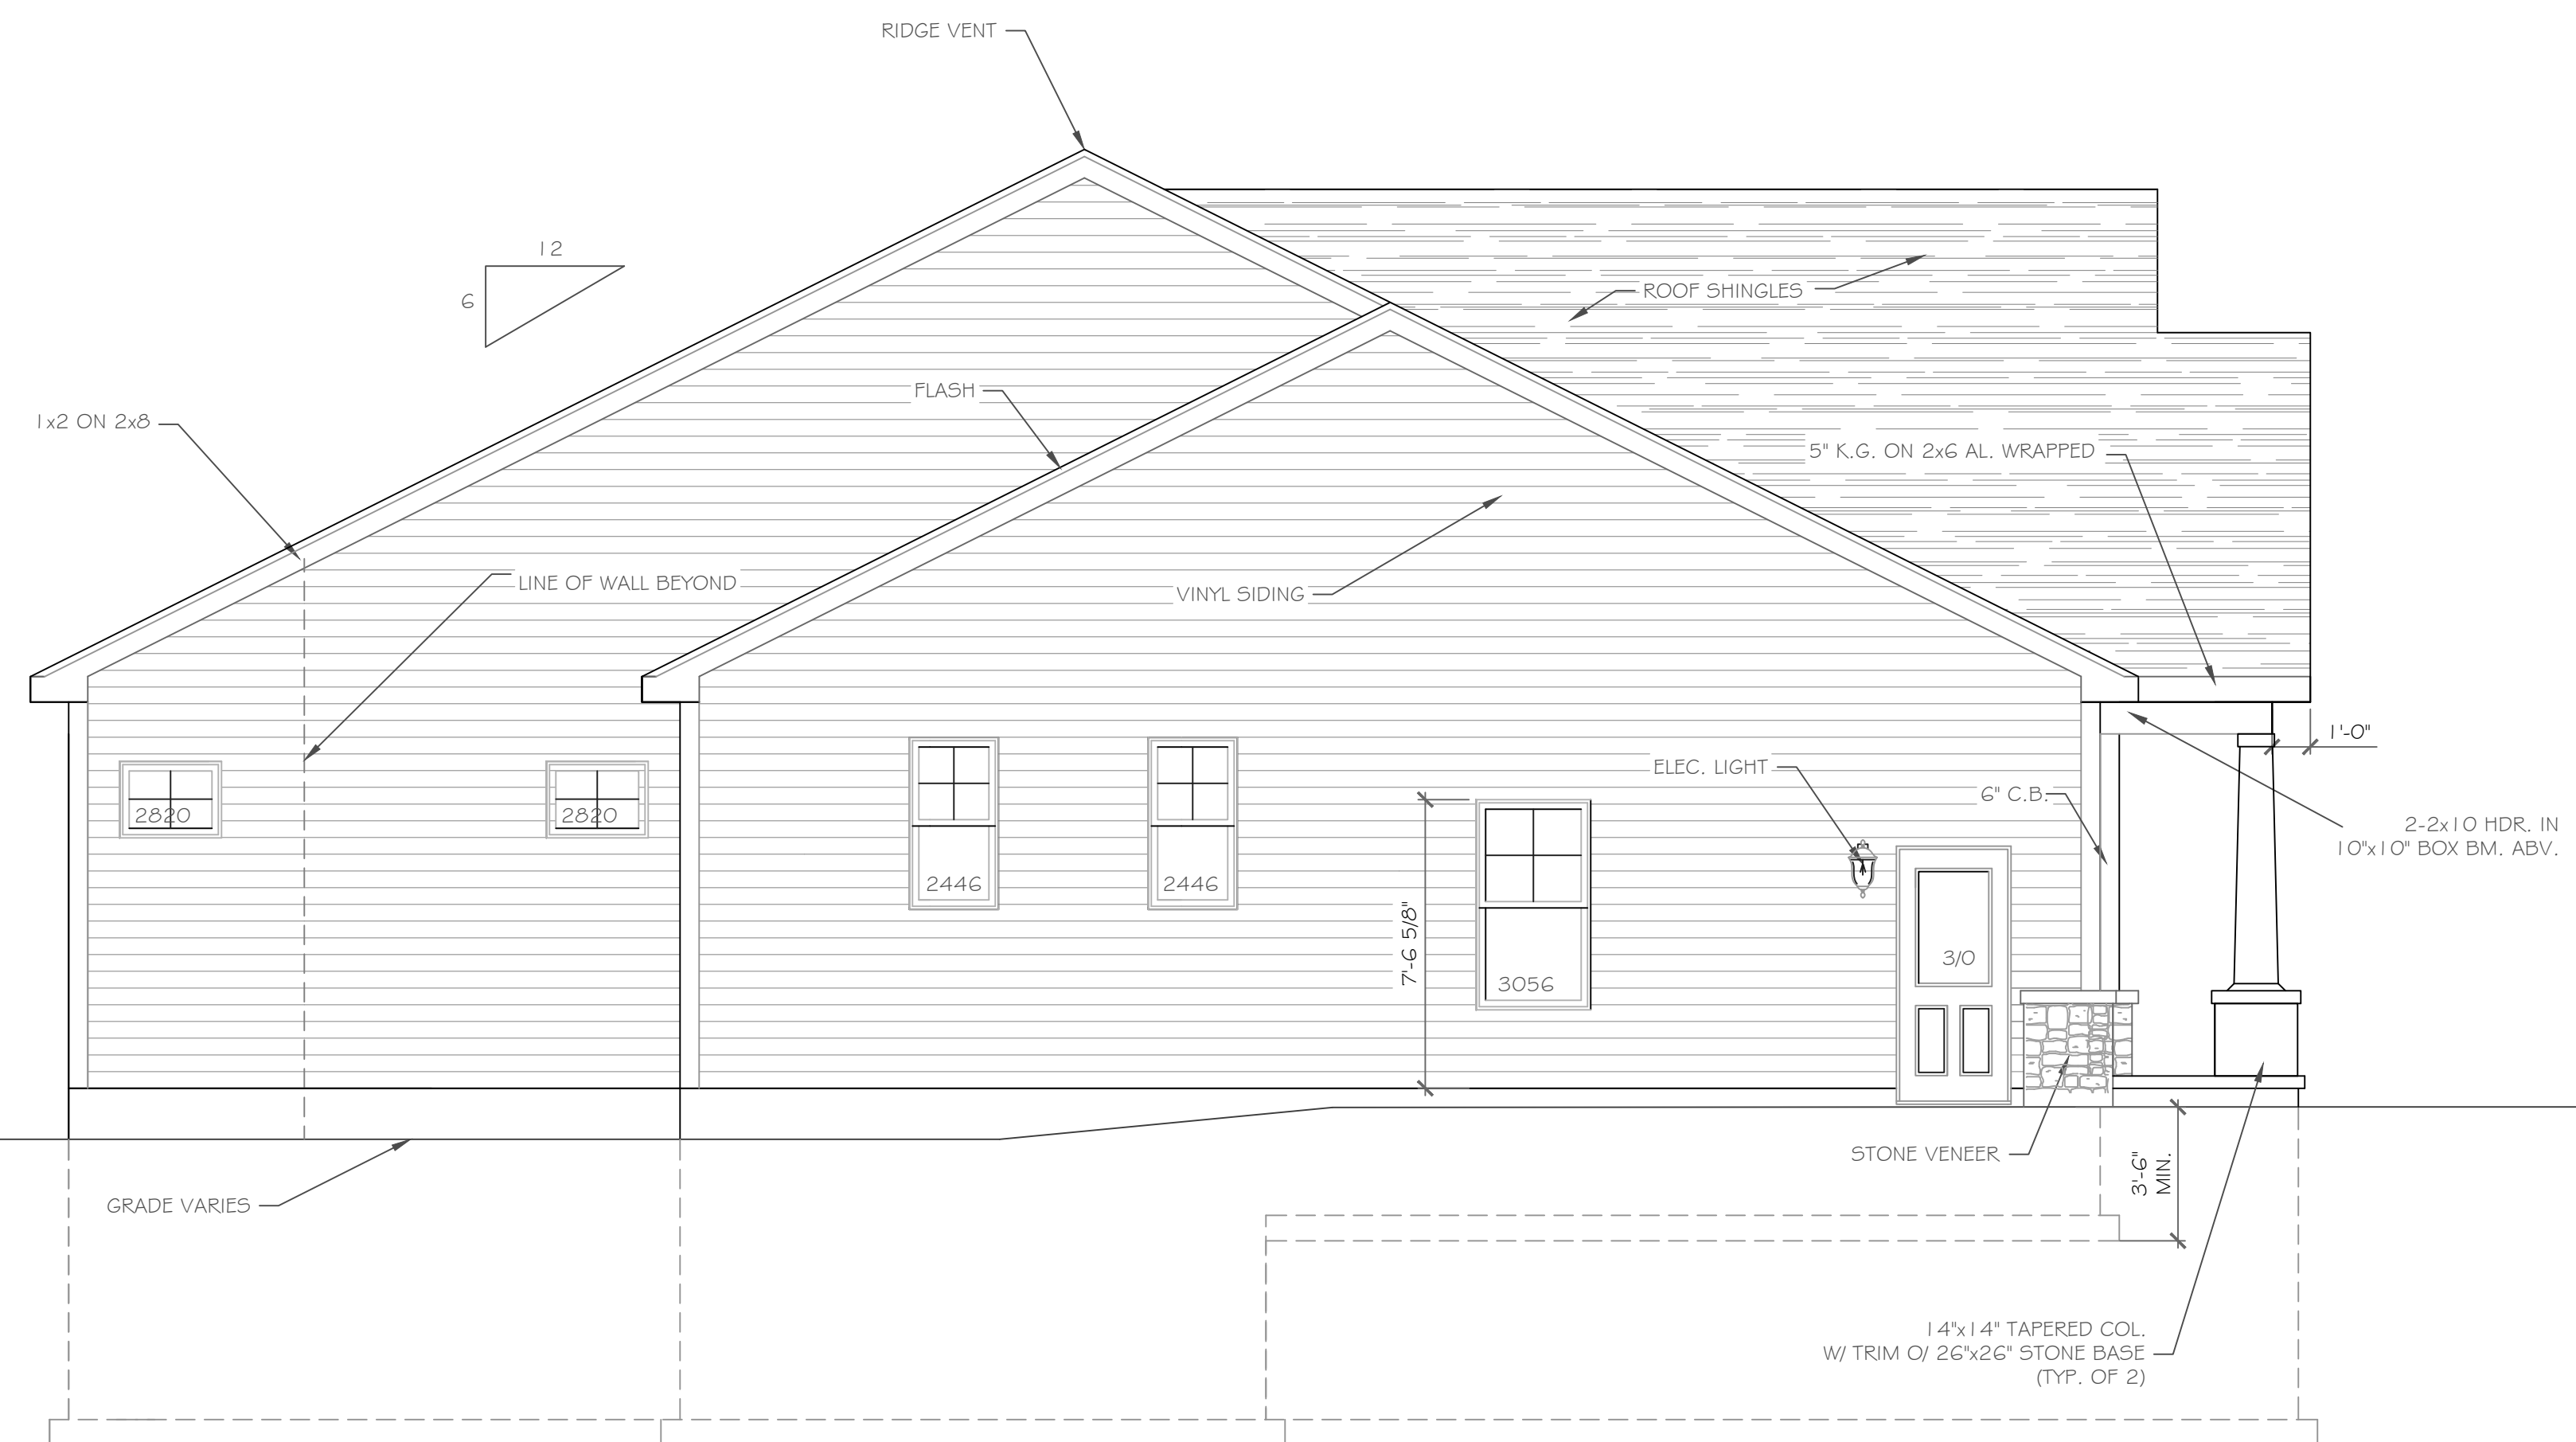 RIDGE VENT
12
6
ROOF SHINGLES
FLASH
1x2 ON 2x8
5" K.G. ON 2x6 AL. WRAPPED
LINE OF WALL BEYOND
VINYL SIDING
1'-0"
ELEC. LIGHT
6" C.B.
2820
2820
2-2x10 HDR. IN
10"x10" BOX BM. ABV.
2446
2446
7'-6 5/8"
3/0
3056
STONE VENEER
3'-6"
MIN.
GRADE VARIES
14"x14" TAPERED COL.
W/ TRIM O/ 26"x26" STONE BASE
(TYP. OF 2)